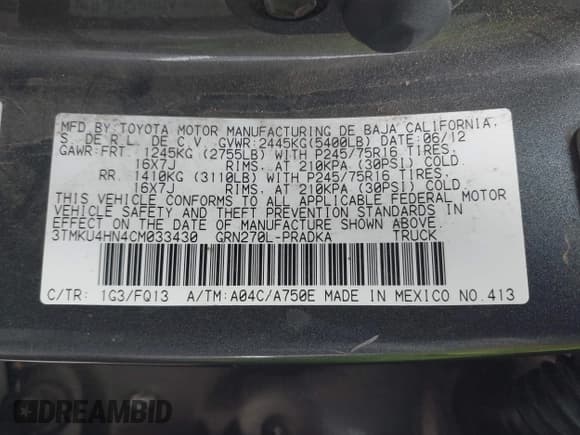 MFD.BY:TOYOTA MOTOR MANUFACTURING DE BAJA CALIFORNIA.
S. DE R.L. DE C.V. GVWR:2445KG(5400LB) DATE:06/12
GAWR:FRT. 1245KG (2755LB) WITH P245/75R16 TIRES.
16X7J RIMS. AT 210KPA (30PSI) COLD.
RR. 1410KG (3110LB) WITH P245/75R16 TIRES.
16X7J RIMS. AT 210KPA (30PSI) COLD.
THIS VEHICLE CONFORMS TO ALL APPLICABLE FEDERAL MOTOR
VEHICLE SAFETY AND THEFT PREVENTION STANDARDS IN
EFFECT ON THE DATE OF MANUFACTURE SHOWN ABOVE.
3TMKU4HN4CM033430 GRN270L-PRADKA TRUCK
C/TR: 1G3/FQ13 A/TM:A04C/A750E MADE IN MEXICO NO.413
DREAMBID